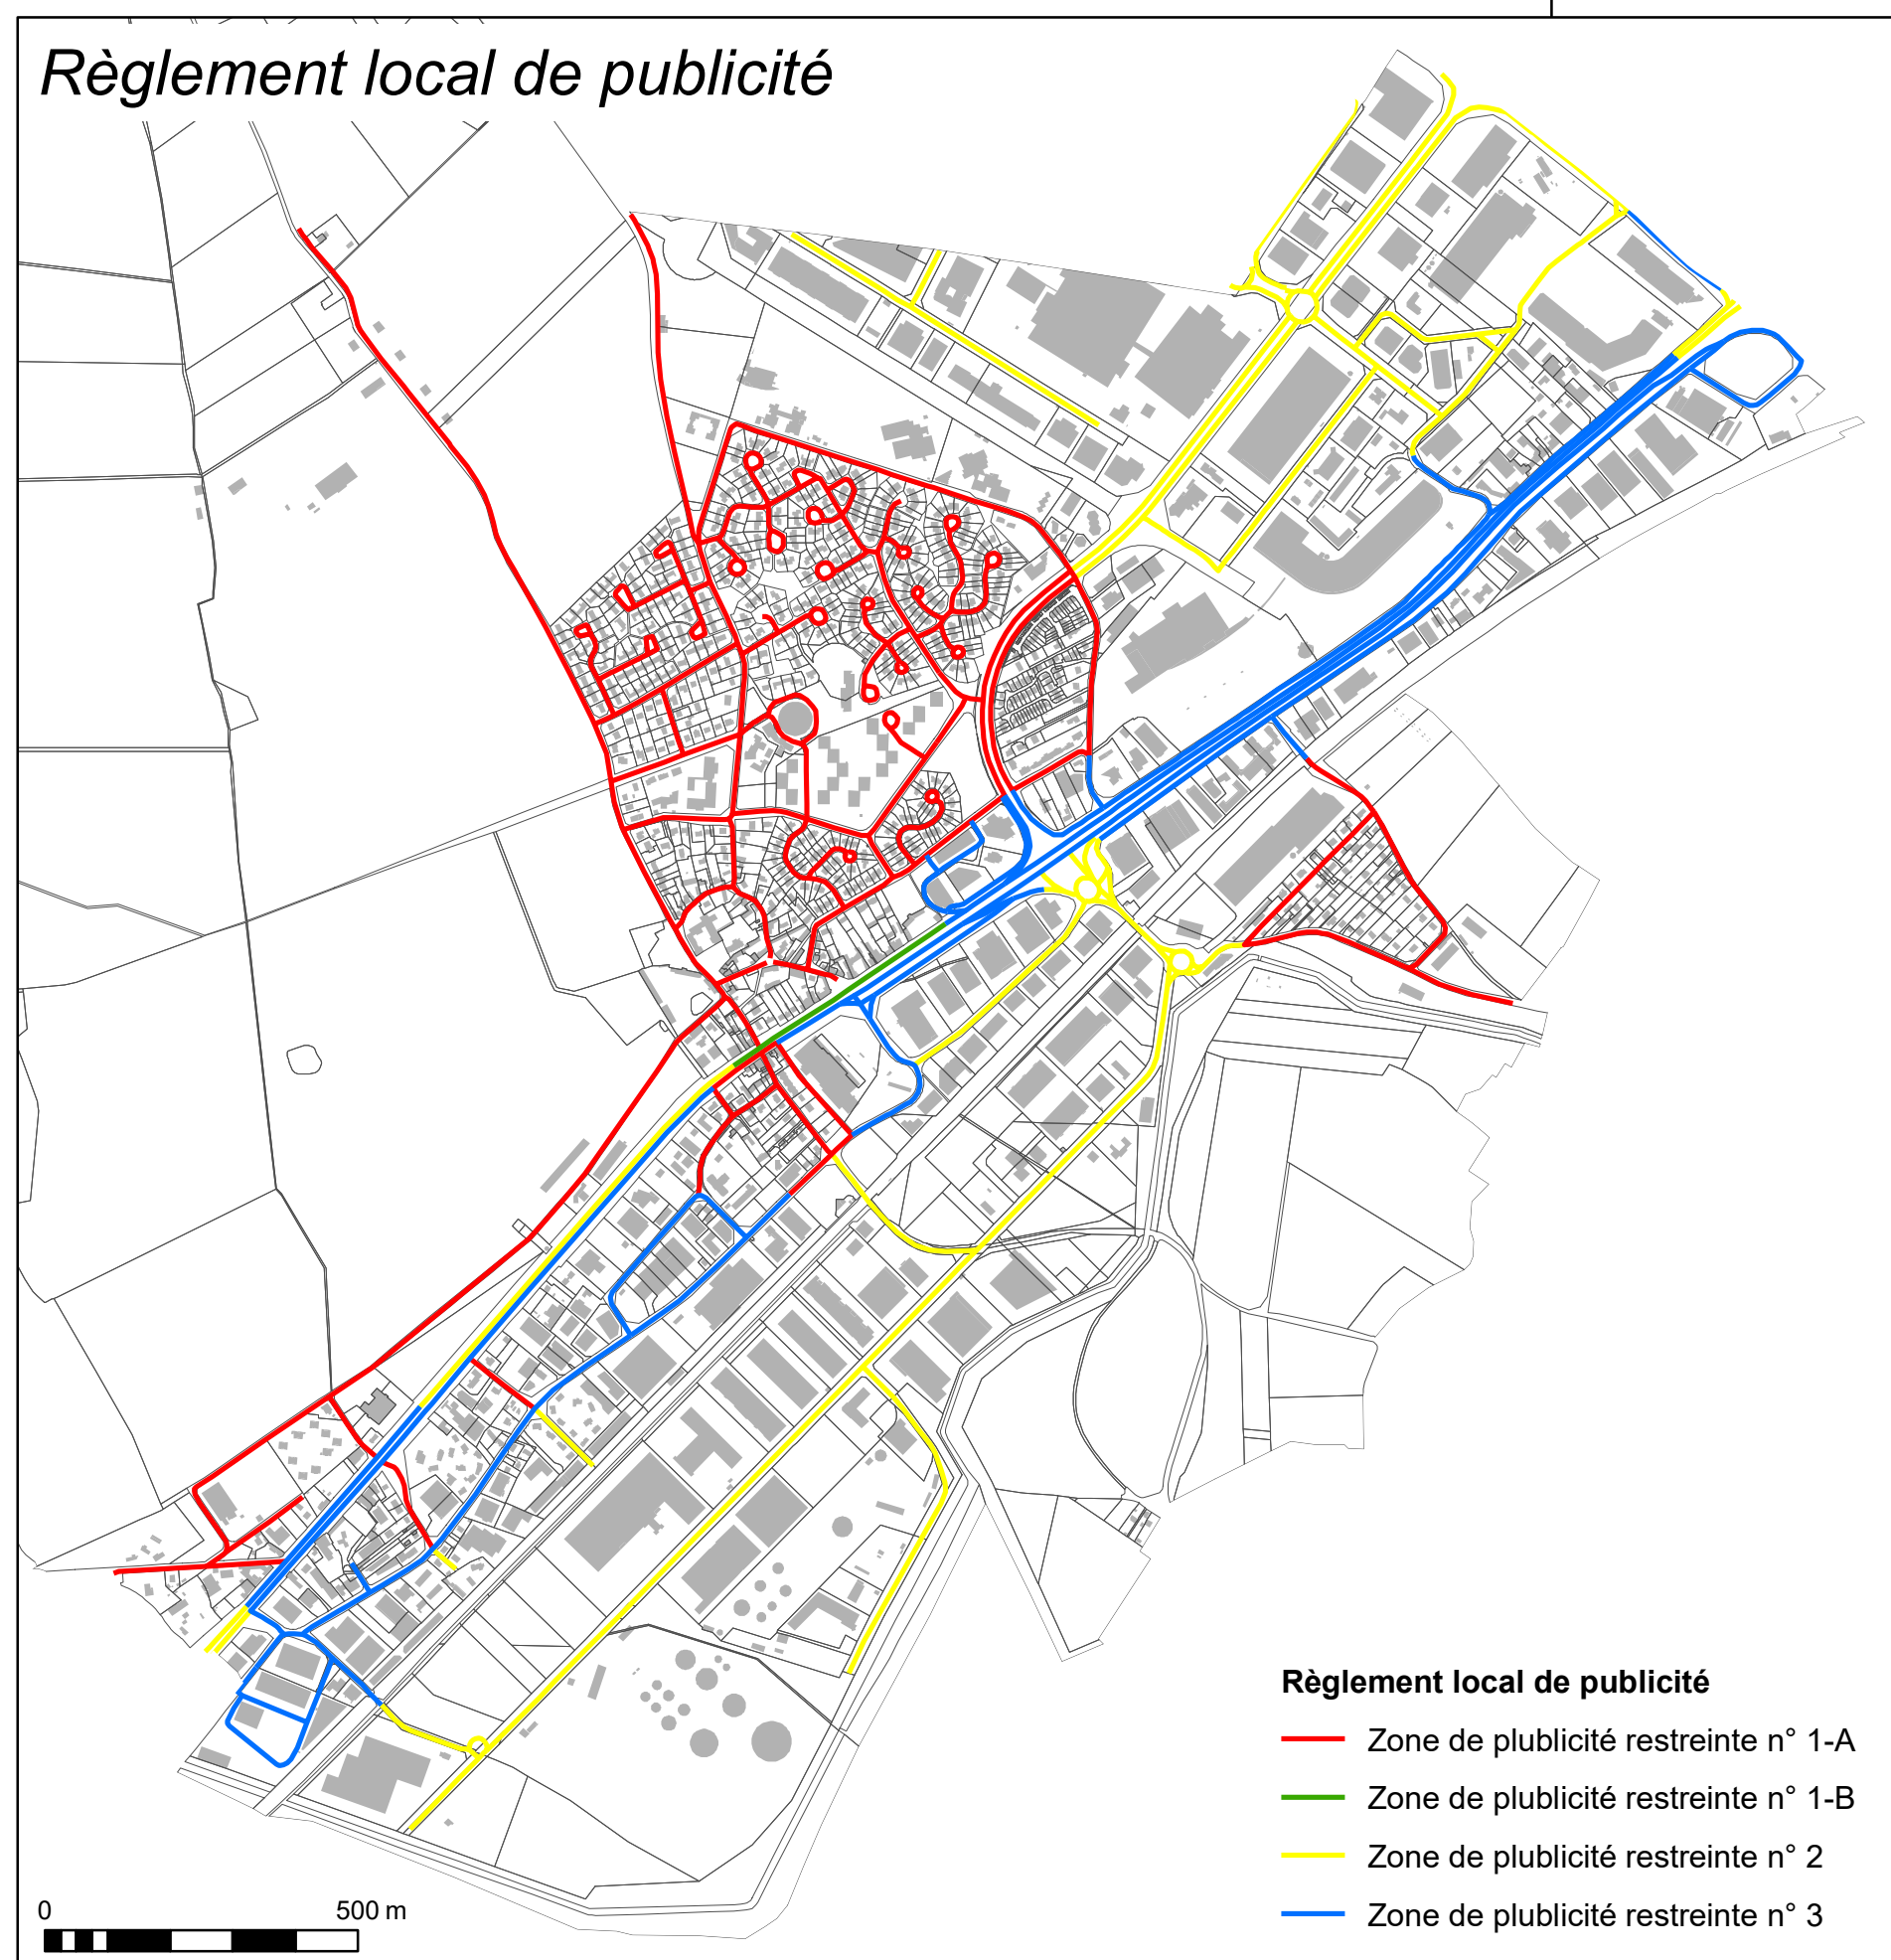 Règlement local de publicité
Règlement local de publicité
Zone de plublicité restreinte n° 1-A
Zone de plublicité restreinte n° 1-B
Zone de plublicité restreinte n° 2
Zone de plublicité restreinte n° 3
0 500 m